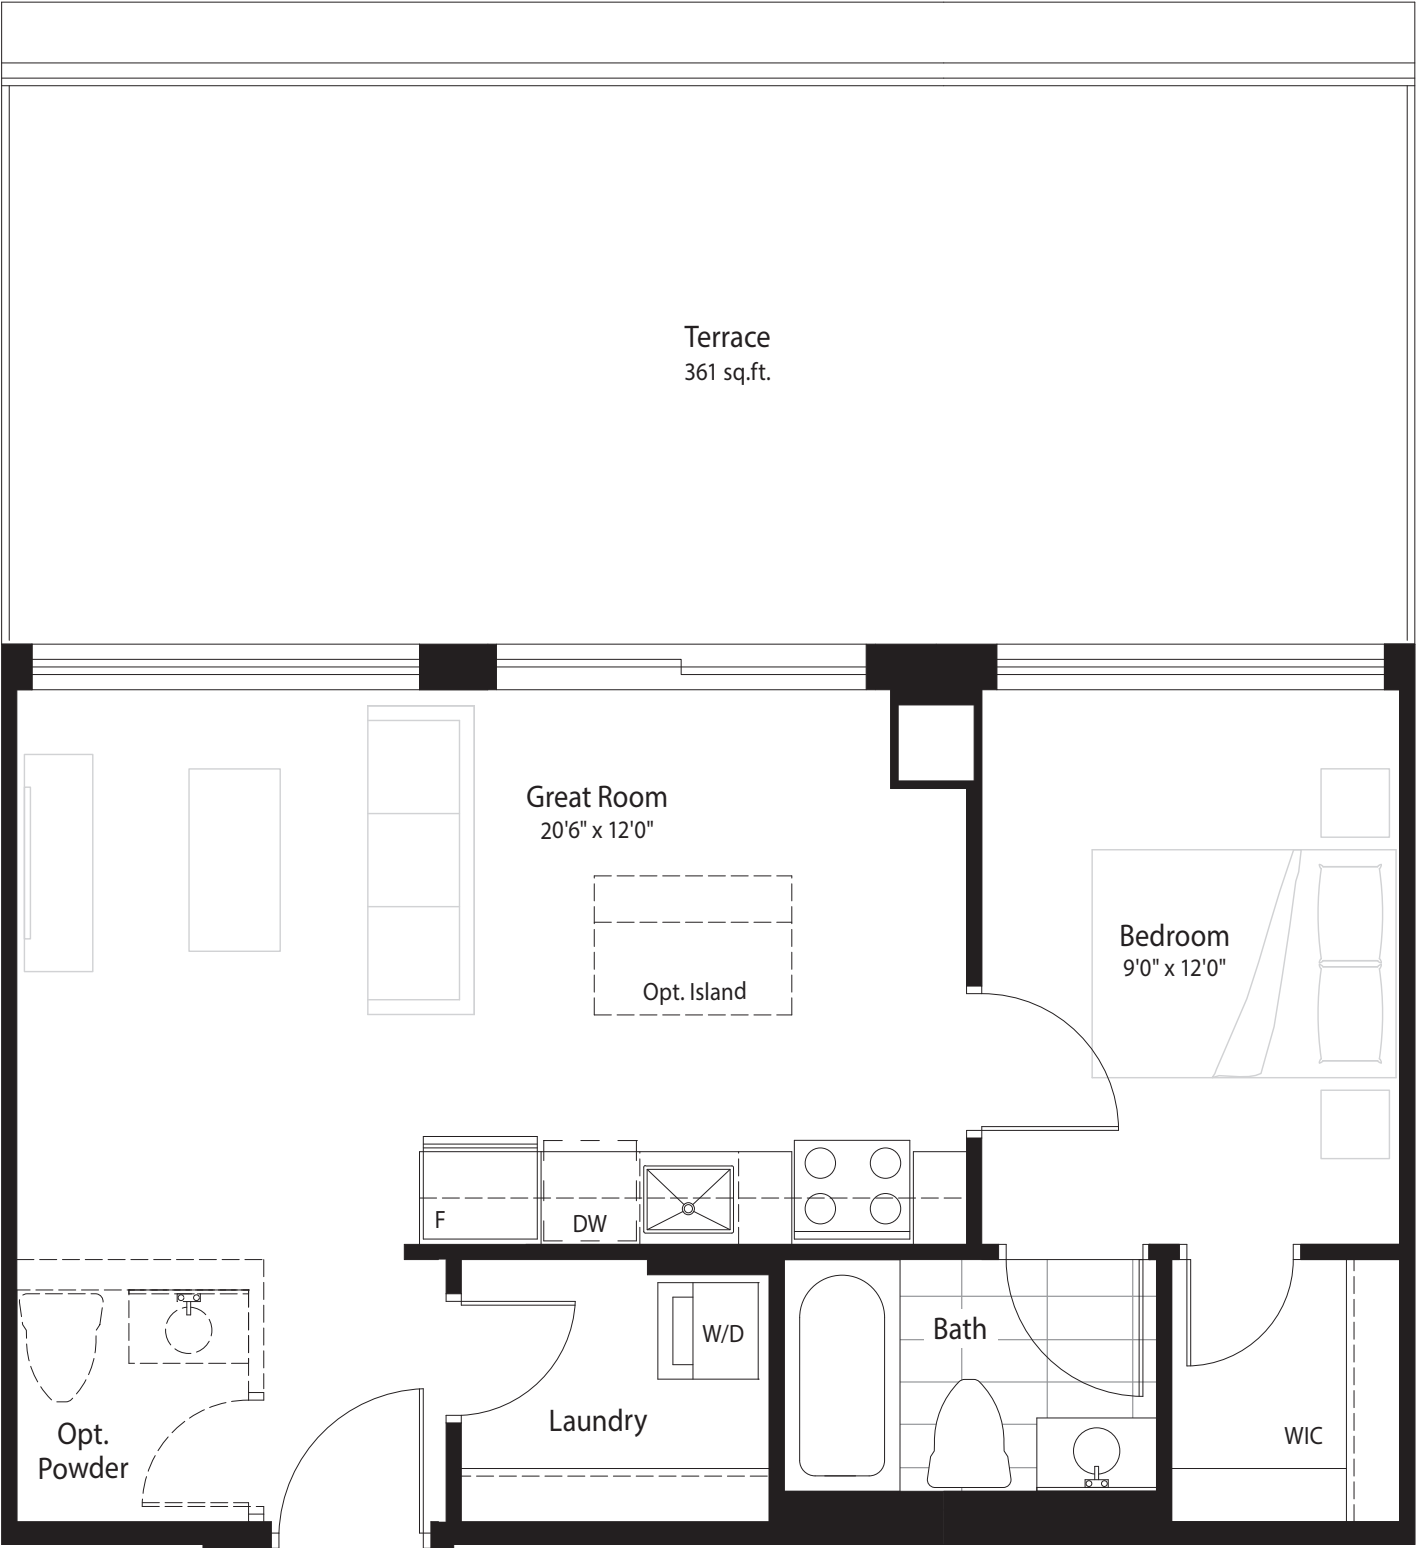 Terrace
361 sq.ft.
Great Room
20'6" x 12'0"
Bedroom
9'0" x 12'0"
Opt. Island
F
DW
W/D
Bath
Laundry
Opt.
Powder
WIC